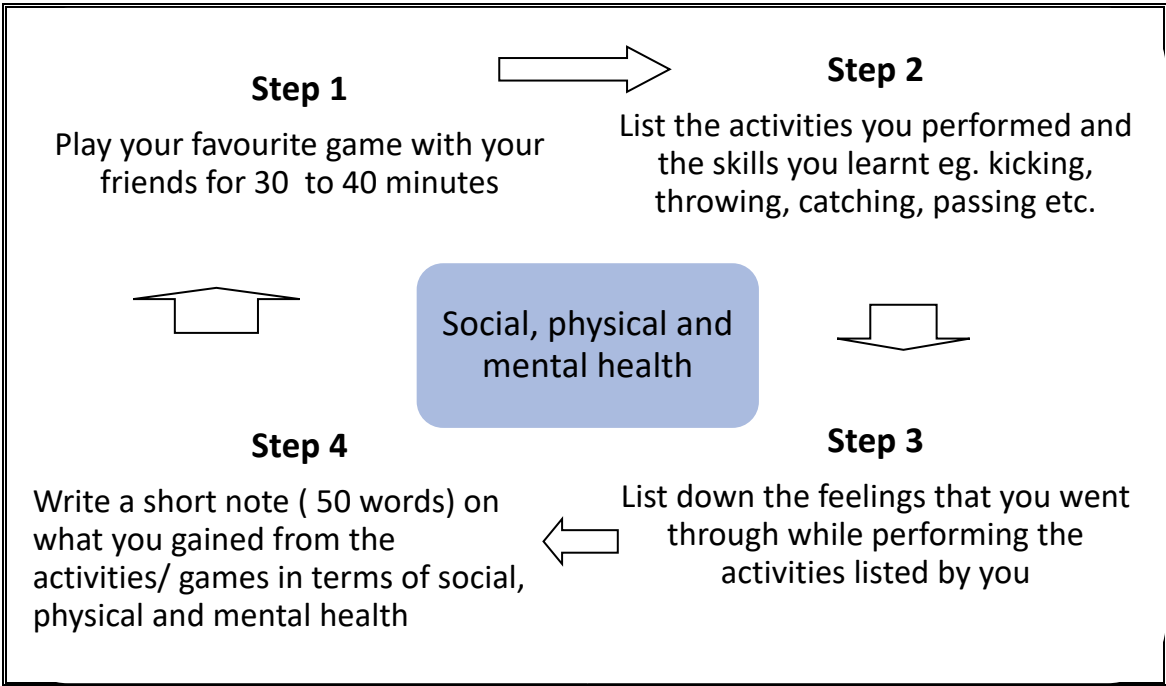 Step 1
Play your favourite game with your
friends for 30  to 40 minutes
Step 2
List the activities you performed and
the skills you learnt eg. kicking,
throwing, catching, passing etc.
Social, physical and
mental health
Step 3
List down the feelings that you went
through while performing the
activities listed by you
Step 4
Write a short note ( 50 words) on
what you gained from the
activities/ games in terms of social,
physical and mental health